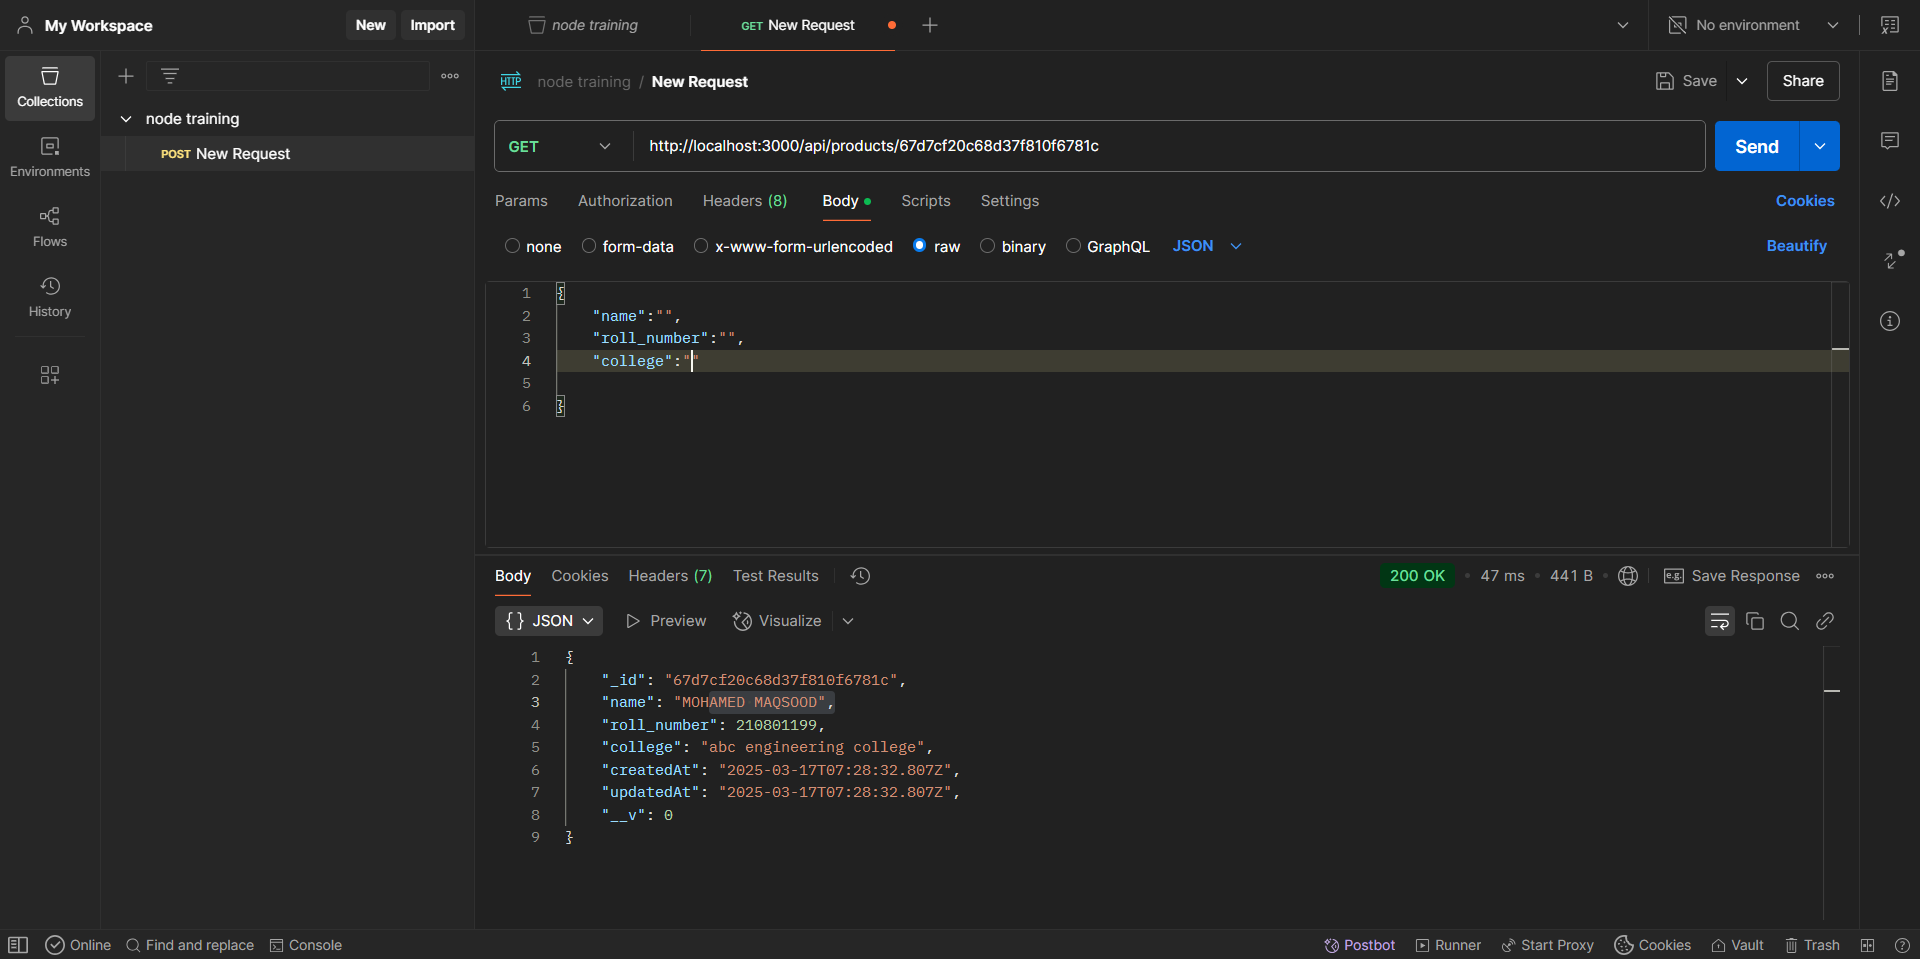 My Workspace
New
Import
node training
GET New Request
No environment
Collections
Environments
Flows
History
node training
POST New Request
HTTP
node training / New Request
Save
Share
GET
http://localhost:3000/api/products/67d7cf20c68d37f810f6781c
Send
Params
Authorization
Headers (8)
Body
Scripts
Settings
Cookies
none
form-data
x-www-form-urlencoded
raw
binary
GraphQL
JSON
Beautify
1 {
2 "name":"",
3 "roll_number":"",
4 "college":""
5
6 }
Body
Cookies
Headers (7)
Test Results
200 OK
47 ms
441 B
e.g.
Save Response
{} JSON
Preview
Visualize
1 {
2 "_id": "67d7cf20c68d37f810f6781c",
3 "name": "MOHAMED MAQSOOD",
4 "roll_number": 210801199,
5 "college": "abc engineering college",
6 "createdAt": "2025-03-17T07:28:32.807Z",
7 "updatedAt": "2025-03-17T07:28:32.807Z",
8 "__v": 0
9 }
Online
Find and replace
Console
Postbot
Runner
Start Proxy
Cookies
Vault
Trash